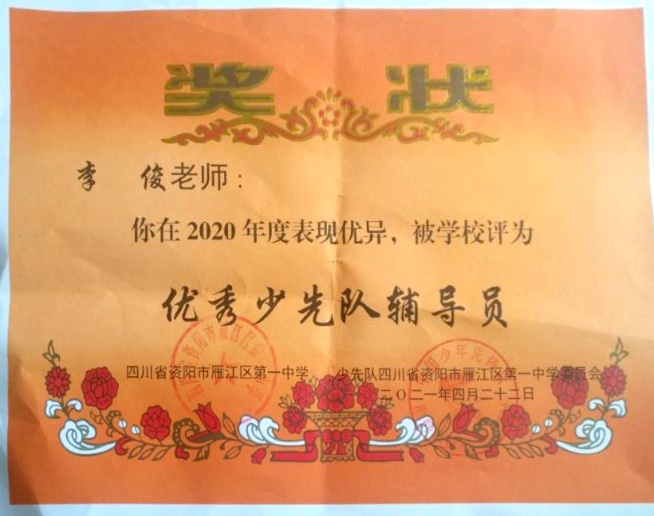 奖状
李 俊老师：
你在2020年度表现优异，被学校评为
优秀少先队辅导员
四川省资阳市雁江区第一中学 少先队四川省资阳市雁江区第一中学委员会
二〇二一年四月二十二日